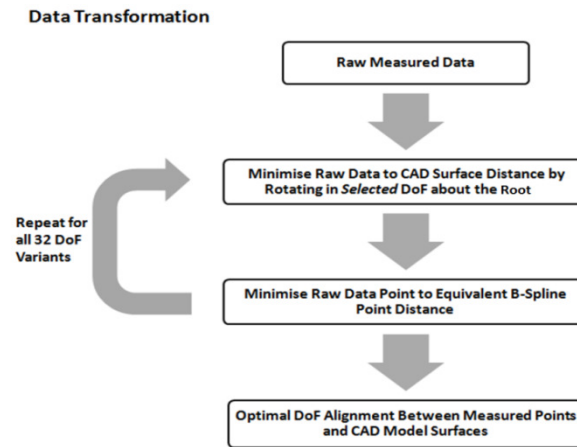 Data Transformation
Raw Measured Data
Minimise Raw Data to CAD Surface Distance by
Rotating in Selected DoF about the Root
Repeat for
all 32 DoF
Variants
Minimise Raw Data Point to Equivalent B-Spline
Point Distance
Optimal DoF Alignment Between Measured Points
and CAD Model Surfaces